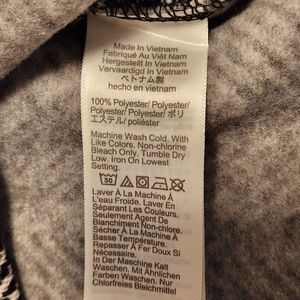 Made In Vietnam
Fabriqué Au Viêt Nam
Hergestellt In Vietnam
Vervaardigd In Vietnam
ベトナム製
hecho en vietnam
100% Polyester/ Polyester/
Polyester/ Polyester/ ポリ
エステル/ poliéster
Machine Wash Cold. With
Like Colors. Non-chlorine
Bleach Only. Tumble Dry
Low. Iron On Lowest
Setting.
30
Laver À La Machine À
L'eau Froide. Laver En
Séparant Les Couleurs.
Seulement Agent De
Blanchiment Non-chloré.
Sécher À La Machine À
Basse Température.
Repasser À Fer Doux Si
Nécessaire.
In Der Maschine Kalt
Waschen. Mit Ähnlichen
Farben Waschen. Nur
Chlorfreies Bleichmittel